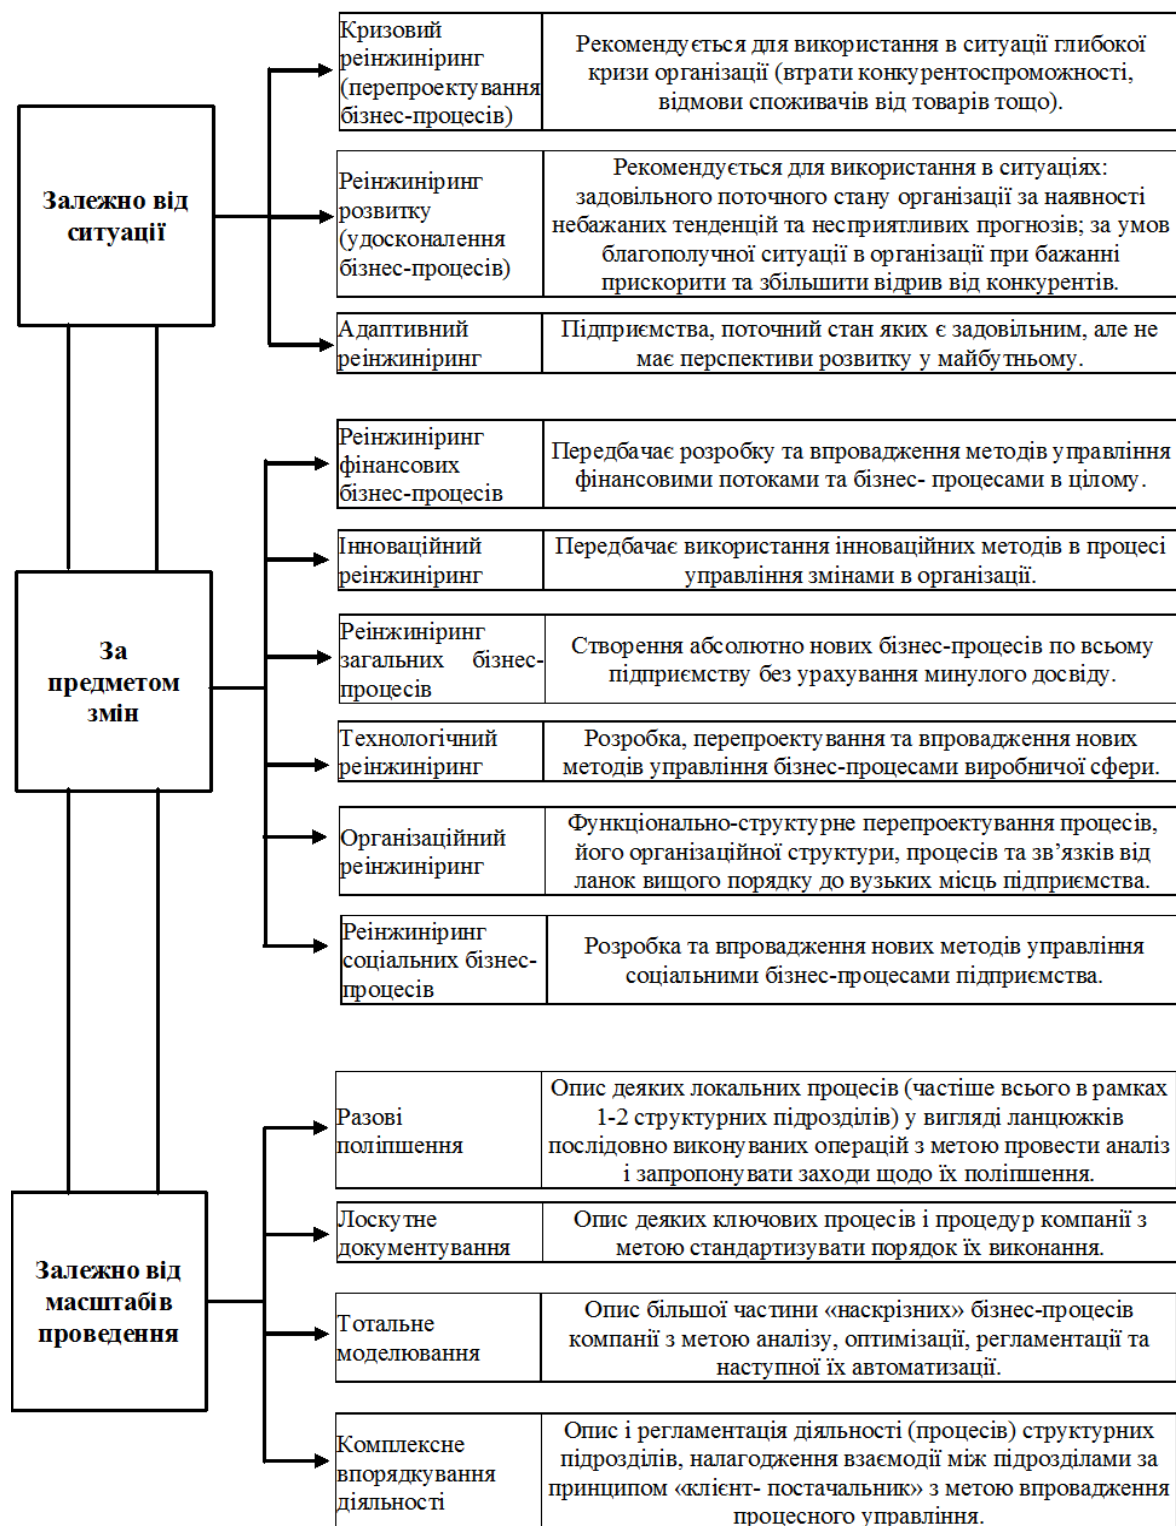 Залежно від
ситуації
Кризовий
реінжиніринг
(перепроектування
бізнес-процесів)
Рекомендується для використання в ситуації глибокої
кризи організації (втрати конкурентоспроможності,
відмови споживачів від товарів тощо).
Реінжиніринг
розвитку
(удосконалення
бізнес-процесів)
Рекомендується для використання в ситуаціях:
задовільного поточного стану організації за наявності
небажаних тенденцій та несприятливих прогнозів; за умов
благополучної ситуації в організації при бажанні
прискорити та збільшити відрив від конкурентів.
Адаптивний
реінжиніринг
Підприємства, поточний стан яких є задовільним, але не
має перспективи розвитку у майбутньому.
За
предметом
змін
Реінжиніринг
фінансових
бізнес-процесів
Передбачає розробку та впровадження методів управління
фінансовими потоками та бізнес- процесами в цілому.
Інноваційний
реінжиніринг
Передбачає використання інноваційних методів в процесі
управління змінами в організації.
Реінжиніринг
загальних бізнес-
процесів
Створення абсолютно нових бізнес-процесів по всьому
підприємству без урахування минулого досвіду.
Технологічний
реінжиніринг
Розробка, перепроектування та впровадження нових
методів управління бізнес-процесами виробничої сфери.
Організаційний
реінжиніринг
Функціонально-структурне перепроектування процесів,
його організаційної структури, процесів та зв’язків від
ланок вищого порядку до вузьких місць підприємства.
Реінжиніринг
соціальних бізнес-
процесів
Розробка та впровадження нових методів управління
соціальними бізнес-процесами підприємства.
Залежно від
масштабів
проведення
Разові
поліпшення
Опис деяких локальних процесів (частіше всього в рамках
1-2 структурних підрозділів) у вигляді ланцюжків
послідовно виконуваних операцій з метою провести аналіз
і запропонувати заходи щодо їх поліпшення.
Лоскутне
документування
Опис деяких ключових процесів і процедур компанії з
метою стандартизувати порядок їх виконання.
Тотальне
моделювання
Опис більшої частини «наскрізних» бізнес-процесів
компанії з метою аналізу, оптимізації, регламентації та
наступної їх автоматизації.
Комплексне
впорядкування
діяльності
Опис і регламентація діяльності (процесів) структурних
підрозділів, налагодження взаємодії між підрозділами за
принципом «клієнт- постачальник» з метою впровадження
процесного управління.